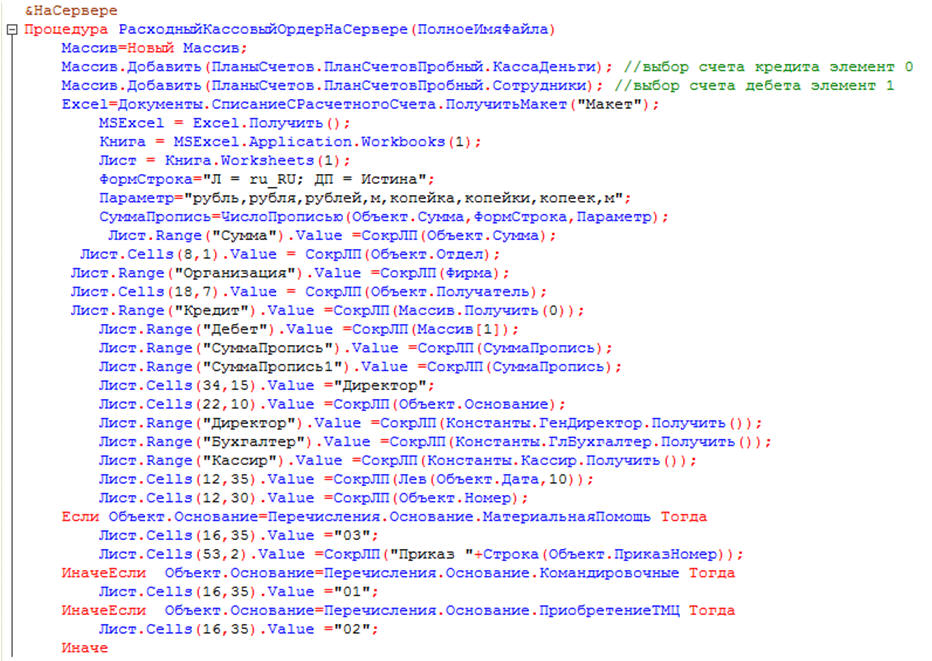 &НаСервере
Процедура РасходныйКассовыйОрдерНаСервере(ПолноеИмяФайла)
Массив=Новый Массив;
Массив.Добавить(ПланыСчетов.ПланСчетовПробный.КассаДеньги); //выбор счета кредита элемент 0
Массив.Добавить(ПланыСчетов.ПланСчетовПробный.Сотрудники); //выбор счета дебета элемент 1
Excel=Документы.СписаниеСРасчетногоСчета.ПолучитьМакет("Макет");
MSExcel = Excel.Получить();
Книга = MSExcel.Application.Workbooks(1);
Лист = Книга.Worksheets(1);
ФормСтрока="Л = ru_RU; ДП = Истина";
Параметр="рубль,рубля,рублей,м,копейка,копейки,копеек,м";
СуммаПропись=ЧислоПрописью(Объект.Сумма,ФормСтрока,Параметр);
Лист.Range("Сумма").Value =СокрЛП(Объект.Сумма);
Лист.Cells(8,1).Value = СокрЛП(Объект.Отдел);
Лист.Range("Организация").Value =СокрЛП(Фирма);
Лист.Cells(18,7).Value = СокрЛП(Объект.Получатель);
Лист.Range("Кредит").Value =СокрЛП(Массив.Получить(0));
Лист.Range("Дебет").Value =СокрЛП(Массив[1]);
Лист.Range("СуммаПропись").Value =СокрЛП(СуммаПропись);
Лист.Range("СуммаПропись1").Value =СокрЛП(СуммаПропись);
Лист.Cells(34,15).Value ="Директор";
Лист.Cells(22,10).Value =СокрЛП(Объект.Основание);
Лист.Range("Директор").Value =СокрЛП(Константы.ГенДиректор.Получить());
Лист.Range("Бухгалтер").Value =СокрЛП(Константы.ГлБухгалтер.Получить());
Лист.Range("Кассир").Value =СокрЛП(Константы.Кассир.Получить());
Лист.Cells(12,35).Value =СокрЛП(Лев(Объект.Дата,10));
Лист.Cells(12,30).Value =СокрЛП(Объект.Номер);
Если Объект.Основание=Перечисления.Основание.МатериальнаяПомощь Тогда
Лист.Cells(16,35).Value ="03";
Лист.Cells(53,2).Value =СокрЛП("Приказ "+Строка(Объект.ПриказНомер));
ИначеЕсли  Объект.Основание=Перечисления.Основание.Командировочные Тогда
Лист.Cells(16,35).Value ="01";
ИначеЕсли  Объект.Основание=Перечисления.Основание.ПриобретениеТМЦ Тогда
Лист.Cells(16,35).Value ="02";
Иначе